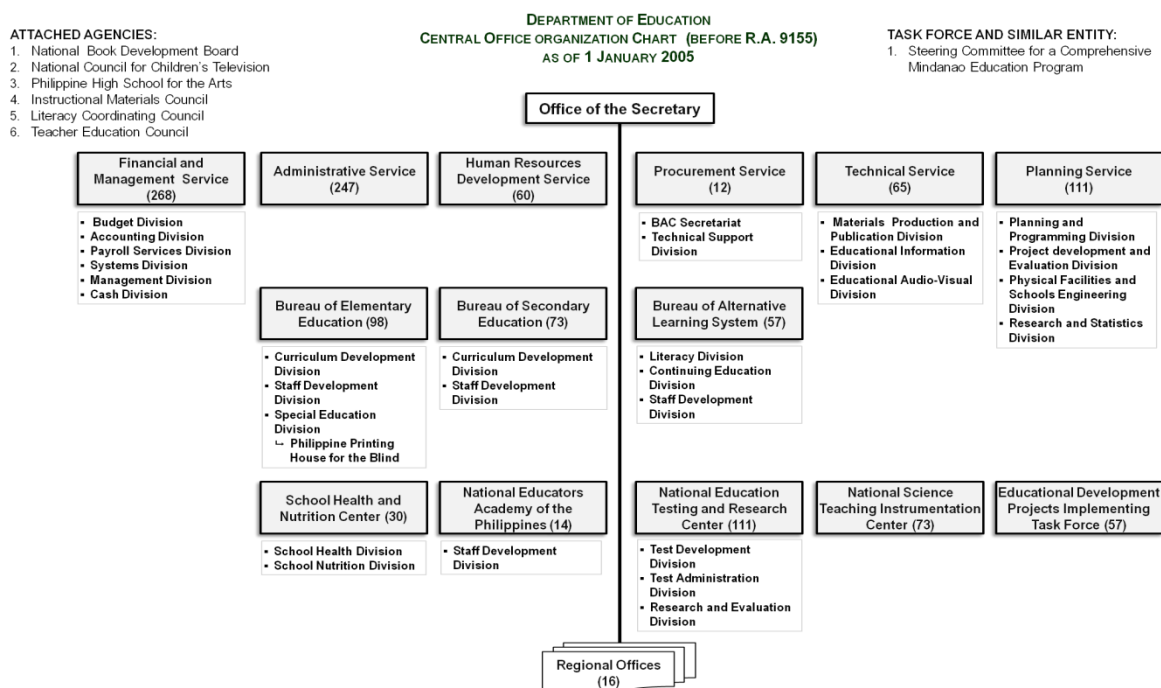 DEPARTMENT OF EDUCATION
CENTRAL OFFICE ORGANIZATION CHART (BEFORE R.A. 9155)
AS OF 1 JANUARY 2005
ATTACHED AGENCIES:
1. National Book Development Board
2. National Council for Children's Television
3. Philippine High School for the Arts
4. Instructional Materials Council
5. Literacy Coordinating Council
6. Teacher Education Council
TASK FORCE AND SIMILAR ENTITY:
1. Steering Committee for a Comprehensive
Mindanao Education Program
Office of the Secretary
Financial and
Management Service
(268)
▪ Budget Division
▪ Accounting Division
▪ Payroll Services Division
▪ Systems Division
▪ Management Division
▪ Cash Division
Administrative Service
(247)
Human Resources
Development Service
(60)
Procurement Service
(12)
▪ BAC Secretariat
▪ Technical Support
Division
Technical Service
(65)
▪ Materials Production and
Publication Division
▪ Educational Information
Division
▪ Educational Audio-Visual
Division
Planning Service
(111)
▪ Planning and
Programming Division
▪ Project development and
Evaluation Division
▪ Physical Facilities and
Schools Engineering
Division
▪ Research and Statistics
Division
Bureau of Elementary
Education (98)
▪ Curriculum Development
Division
▪ Staff Development
Division
▪ Special Education
Division
↳ Philippine Printing
House for the Blind
Bureau of Secondary
Education (73)
▪ Curriculum Development
Division
▪ Staff Development
Division
Bureau of Alternative
Learning System (57)
▪ Literacy Division
▪ Continuing Education
Division
▪ Staff Development
Division
School Health and
Nutrition Center (30)
▪ School Health Division
▪ School Nutrition Division
National Educators
Academy of the
Philippines (14)
▪ Staff Development
Division
National Education
Testing and Research
Center (111)
▪ Test Development
Division
▪ Test Administration
Division
▪ Research and Evaluation
Division
National Science
Teaching Instrumentation
Center (73)
Educational Development
Projects Implementing
Task Force (57)
Regional Offices
(16)